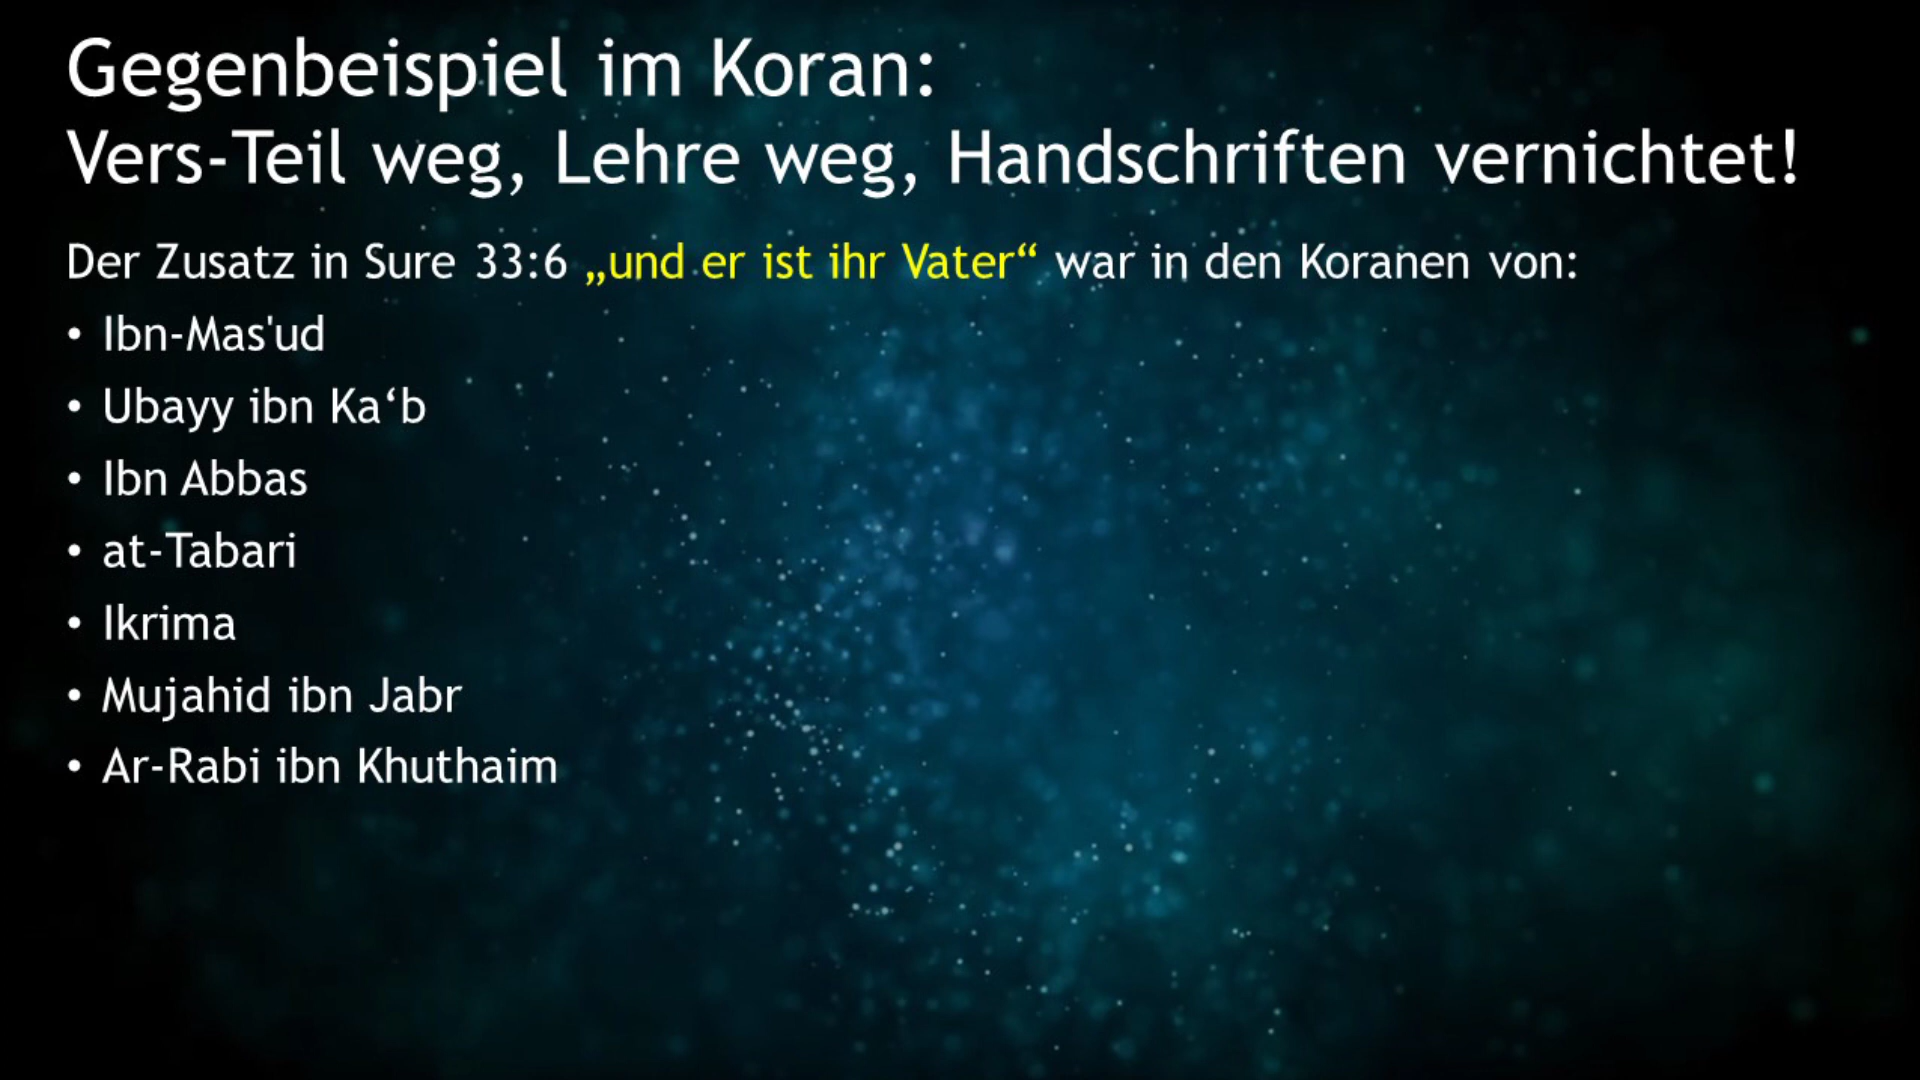 Gegenbeispiel im Koran:
Vers-Teil weg, Lehre weg, Handschriften vernichtet!
Der Zusatz in Sure 33:6 „und er ist ihr Vater“ war in den Koranen von:
• Ibn-Mas'ud
• Ubayy ibn Ka‘b
• Ibn Abbas
• at-Tabari
• Ikrima
• Mujahid ibn Jabr
• Ar-Rabi ibn Khuthaim